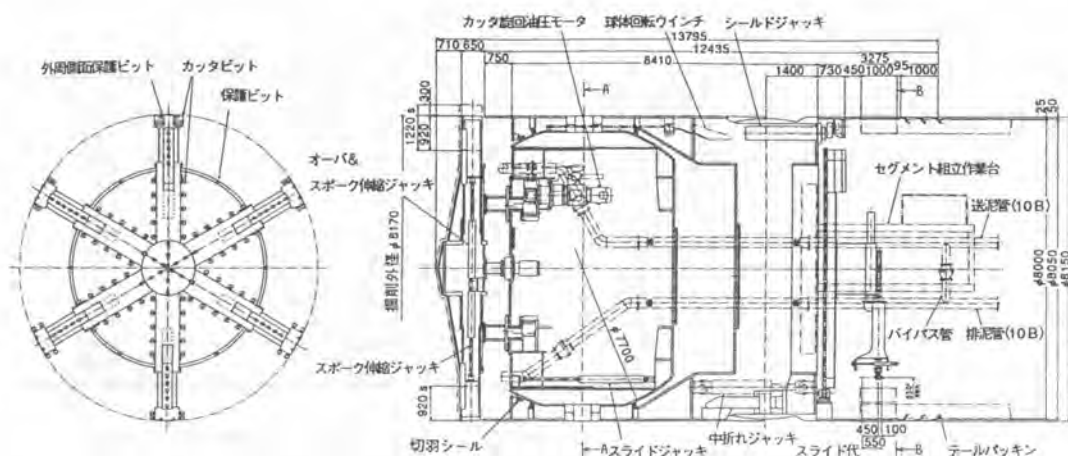 カッタ旋回油圧モータ 球体回転ウインチ シールドジャッキ
13795
710 650
12435
750
8410
3275
95
1400
730
450
1000
1000
外周側面保護ビット カッタビット
保護ビット
オーバ&
スポーク伸縮ジャッキ
300
1220 s
920
A
B
25
50
掘削外径φ8170
セグメント組立作業台
送泥管(10B)
φ7700
φ8000
φ8050
φ8150
バイパス管 排泥管(10B)
スポーク伸縮ジャッキ
920 s
450
100
550
切羽シール
A
スライドジャッキ
中折れジャッキ
スライド代
B
テールパッキン